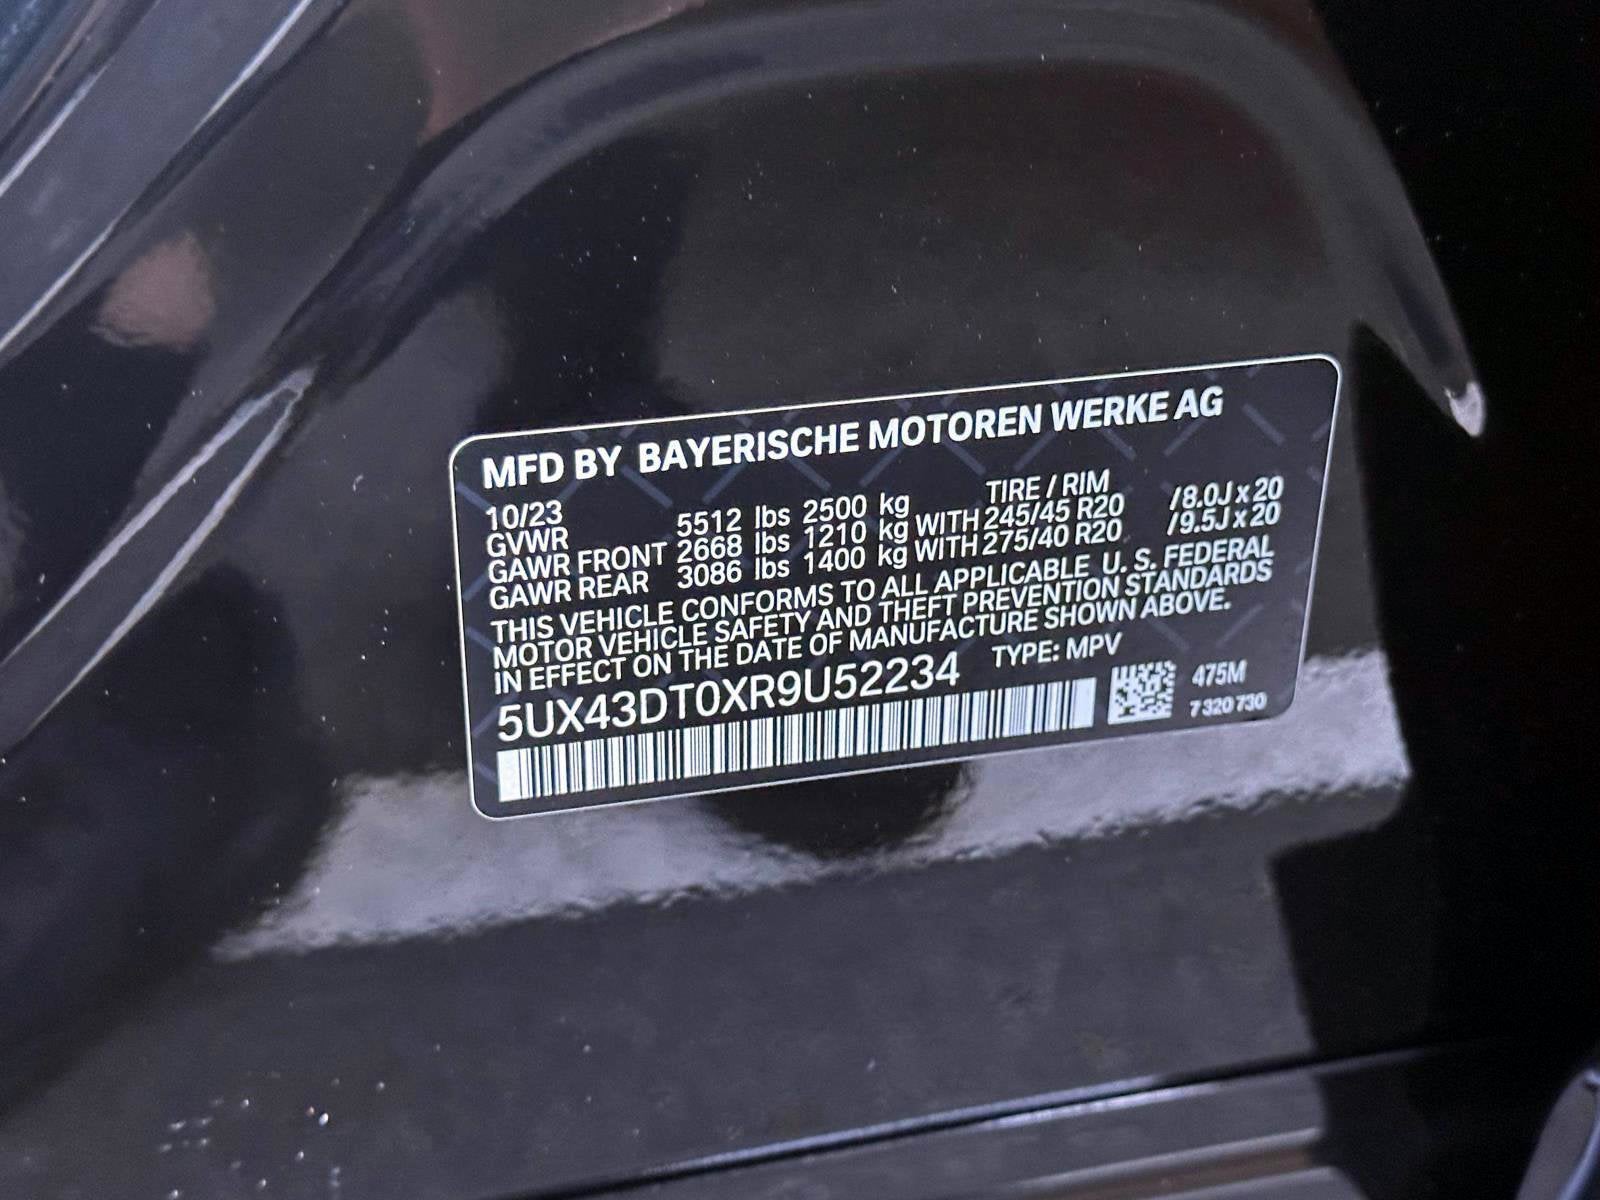 MFD BY BAYERISCHE MOTOREN WERKE AG
10/23 TIRE / RIM
GVWR 5512 lbs 2500 kg
GAWR FRONT 2668 lbs 1210 kg WITH 245/45 R20 /8.0J x 20
GAWR REAR 3086 lbs 1400 kg WITH 275/40 R20 /9.5J x 20
THIS VEHICLE CONFORMS TO ALL APPLICABLE U. S. FEDERAL
MOTOR VEHICLE SAFETY AND THEFT PREVENTION STANDARDS
IN EFFECT ON THE DATE OF MANUFACTURE SHOWN ABOVE.
5UX43DT0XR9U52234 TYPE: MPV
475M
7 320 730